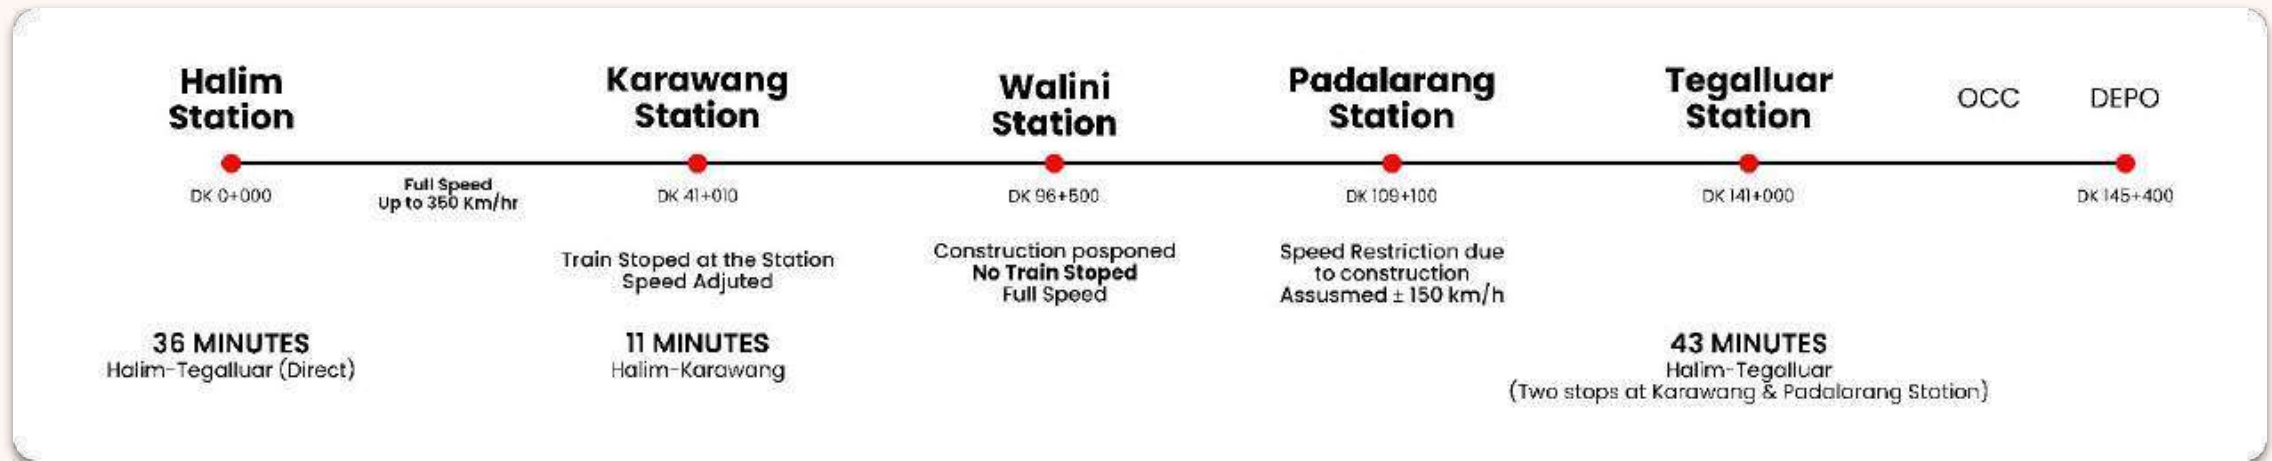 Halim
Station
Karawang
Station
Walini
Station
Padalarang
Station
Tegalluar
Station
OCC
DEPO
DK 0+000
Full Speed
Up to 350 Km/hr
DK 41+010
DK 96+500
DK 109+100
DK 141+000
DK 145+400
Train Stoped at the Station
Speed Adjuted
Construction posponed
No Train Stoped
Full Speed
Speed Restriction due
to construction
Assusmed ± 150 km/h
36 MINUTES
Halim-Tegalluar (Direct)
11 MINUTES
Halim-Karawang
43 MINUTES
Halim-Tegalluar
(Two stops at Karawang & Padalarang Station)